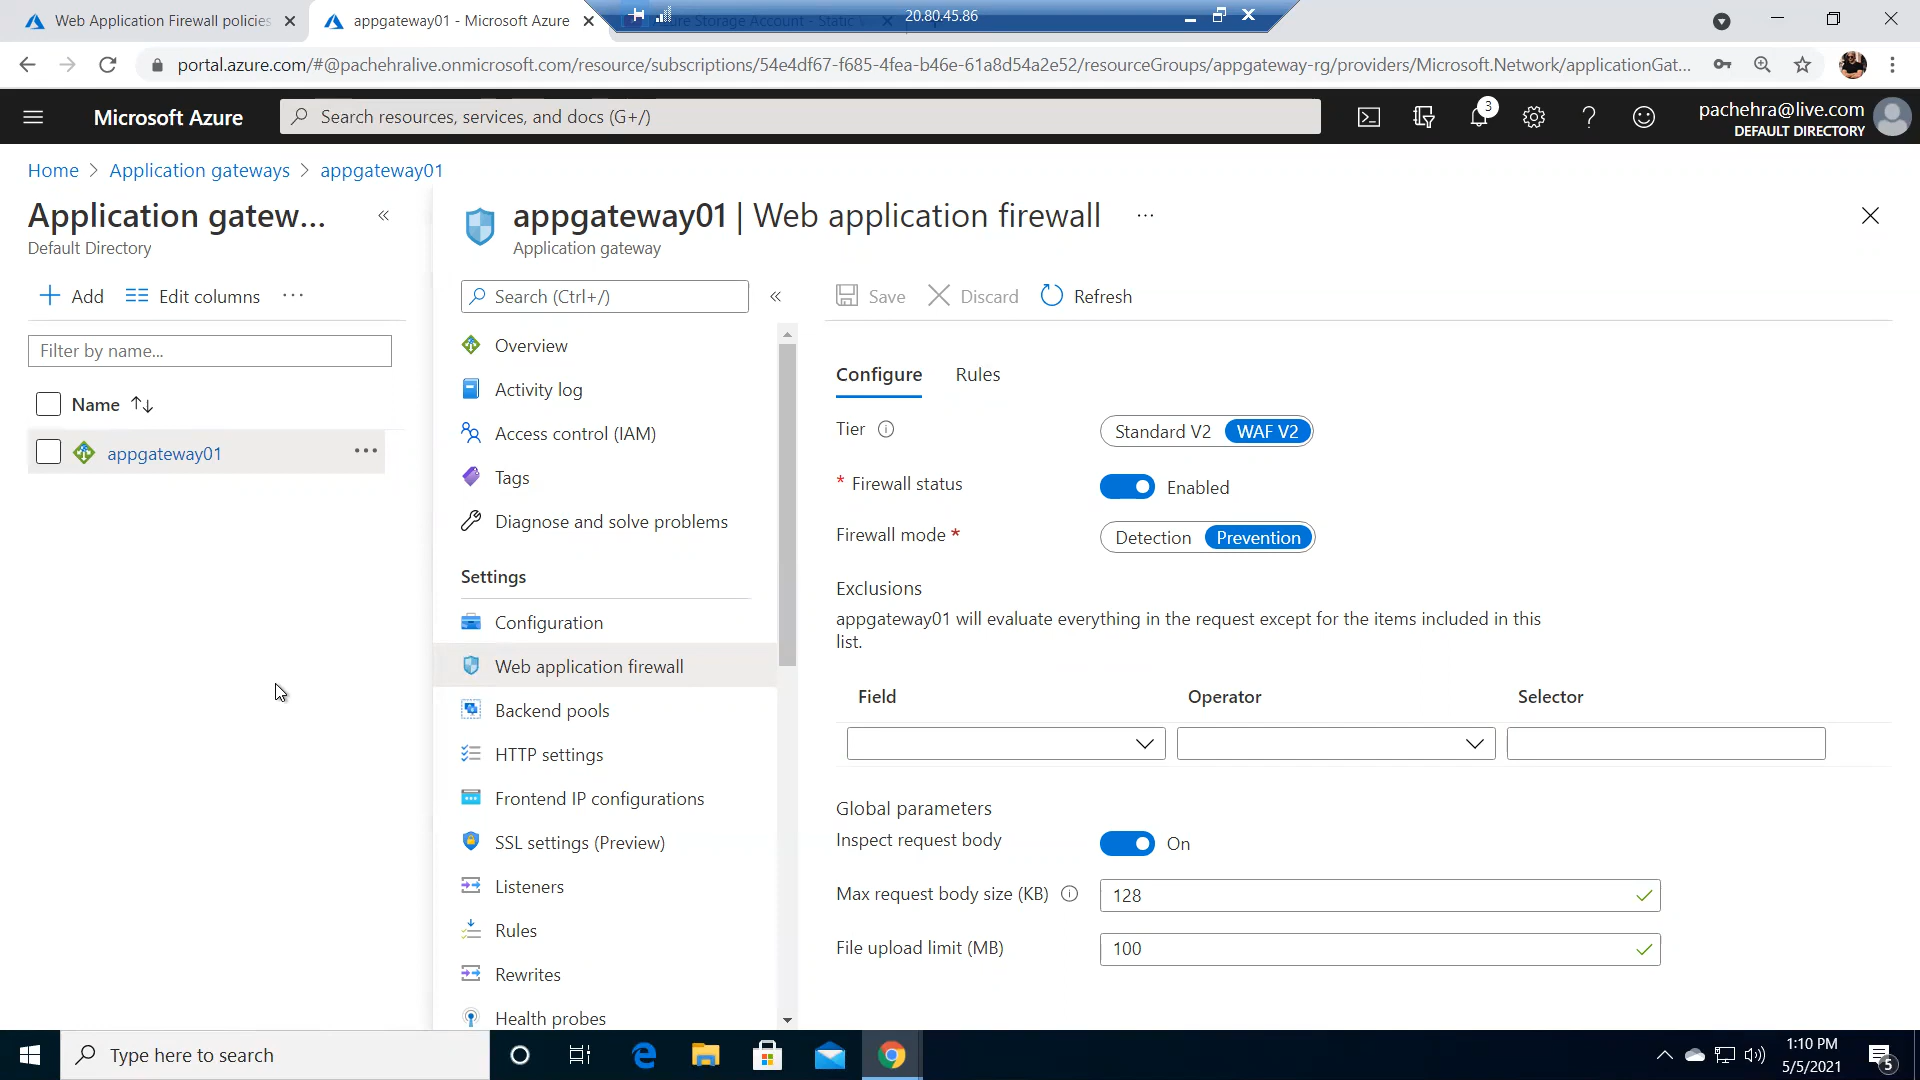 Web Application Firewall policies
appgateway01 - Microsoft Azure
20.80.45.86
portal.azure.com/#@pachehralive.onmicrosoft.com/resource/subscriptions/54e4df67-f685-4fea-b46e-61a8d54a2e52/resourceGroups/appgateway-rg/providers/Microsoft.Network/applicationGat...
Microsoft Azure
Search resources, services, and docs (G+/)
3
pachehra@live.com
DEFAULT DIRECTORY
Home > Application gateways > appgateway01
Application gatew...
Default Directory
Add
Edit columns
Filter by name...
Name
appgateway01
appgateway01 | Web application firewall
Application gateway
Search (Ctrl+/)
Overview
Activity log
Access control (IAM)
Tags
Diagnose and solve problems
Settings
Configuration
Web application firewall
Backend pools
HTTP settings
Frontend IP configurations
SSL settings (Preview)
Listeners
Rules
Rewrites
Health probes
Save
Discard
Refresh
Configure
Rules
Tier
Standard V2 WAF V2
* Firewall status
Enabled
Firewall mode *
Detection Prevention
Exclusions
appgateway01 will evaluate everything in the request except for the items included in this
list.
Field Operator Selector
Global parameters
Inspect request body
On
Max request body size (KB)
128
File upload limit (MB)
100
Type here to search
1:10 PM
5/5/2021
5